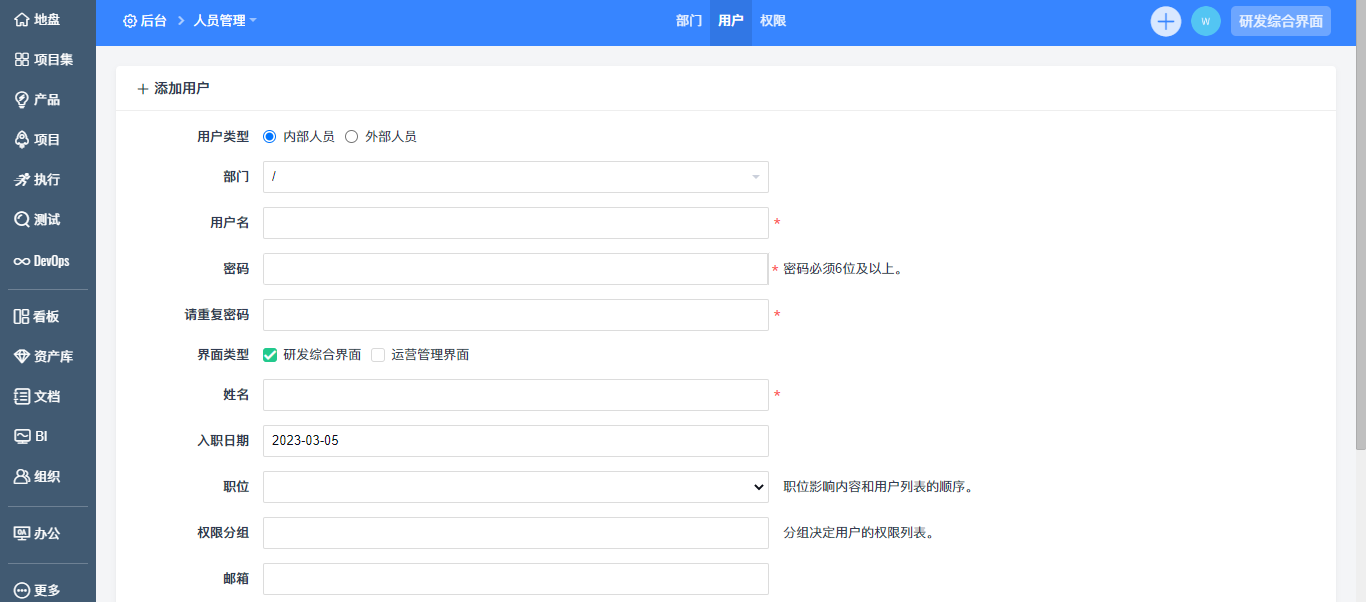 地盘
项目集
产品
项目
执行
测试
DevOps
看板
资产库
文档
BI
组织
办公
更多
后台 人员管理
部门 用户 权限
W 研发综合界面
添加用户
用户类型 内部人员 外部人员
部门 /
用户名 *
密码 * 密码必须6位及以上。
请重复密码 *
界面类型 研发综合界面 运营管理界面
姓名 *
入职日期 2023-03-05
职位 职位影响内容和用户列表的顺序。
权限分组 分组决定用户的权限列表。
邮箱